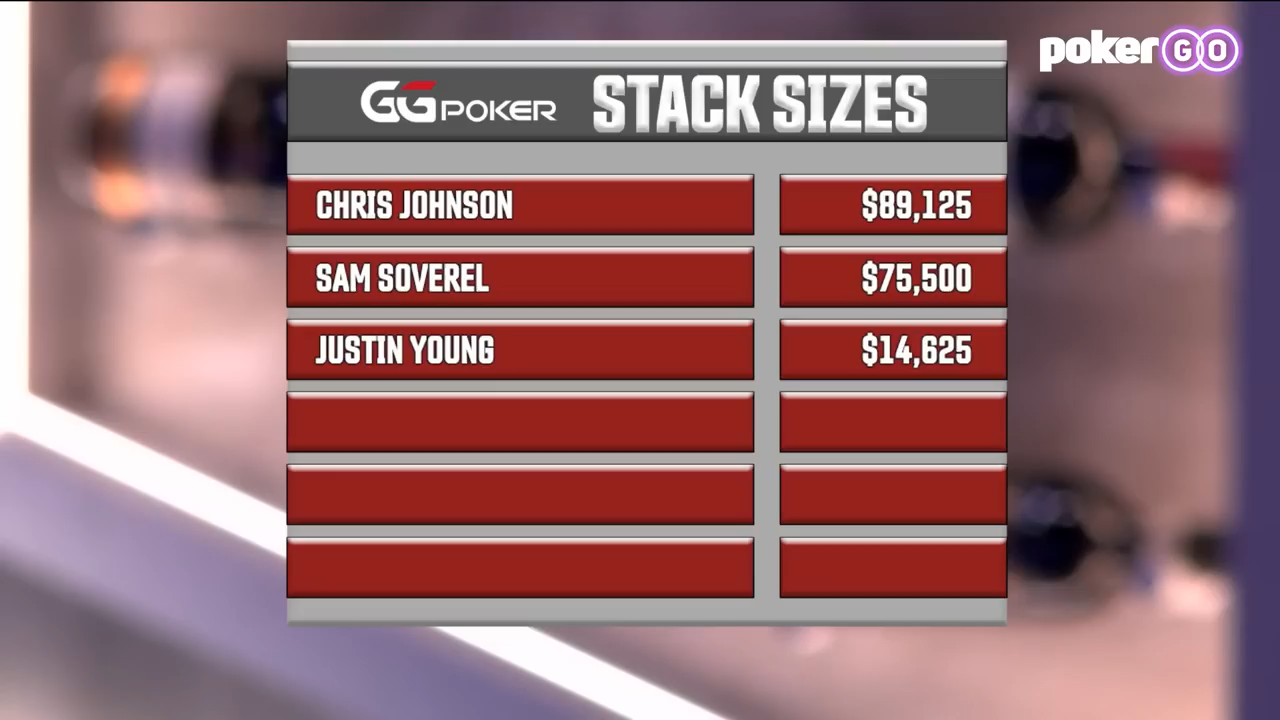 pokerGO
GGPOKER STACK SIZES
CHRIS JOHNSON $89,125
SAM SOVEREL $75,500
JUSTIN YOUNG $14,625